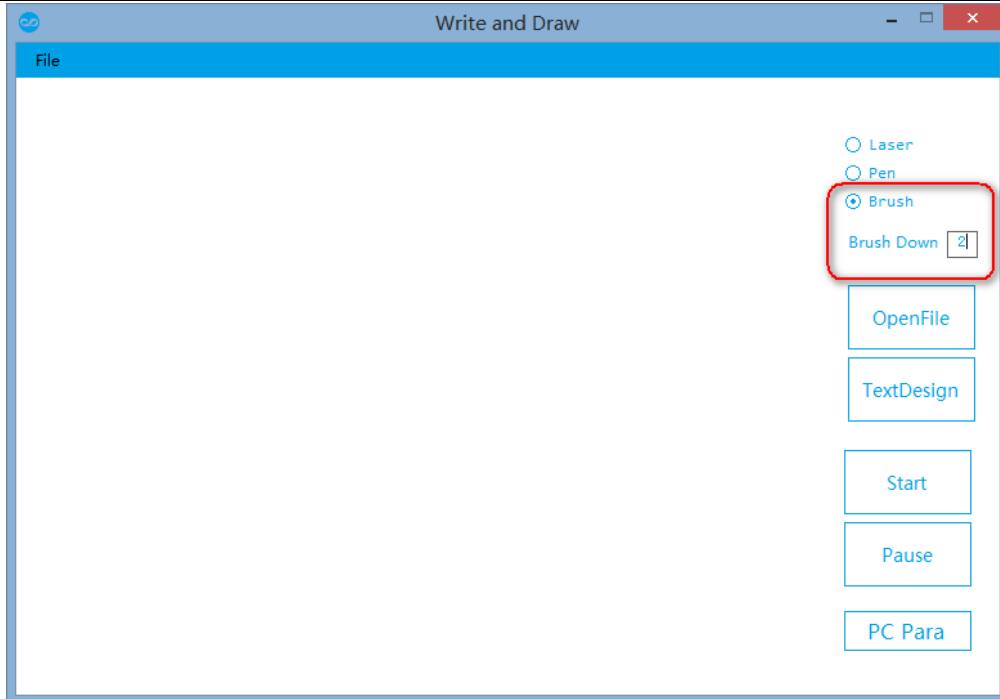 Write and Draw
File
Laser
Pen
Brush
Brush Down 2
OpenFile
TextDesign
Start
Pause
PC Para